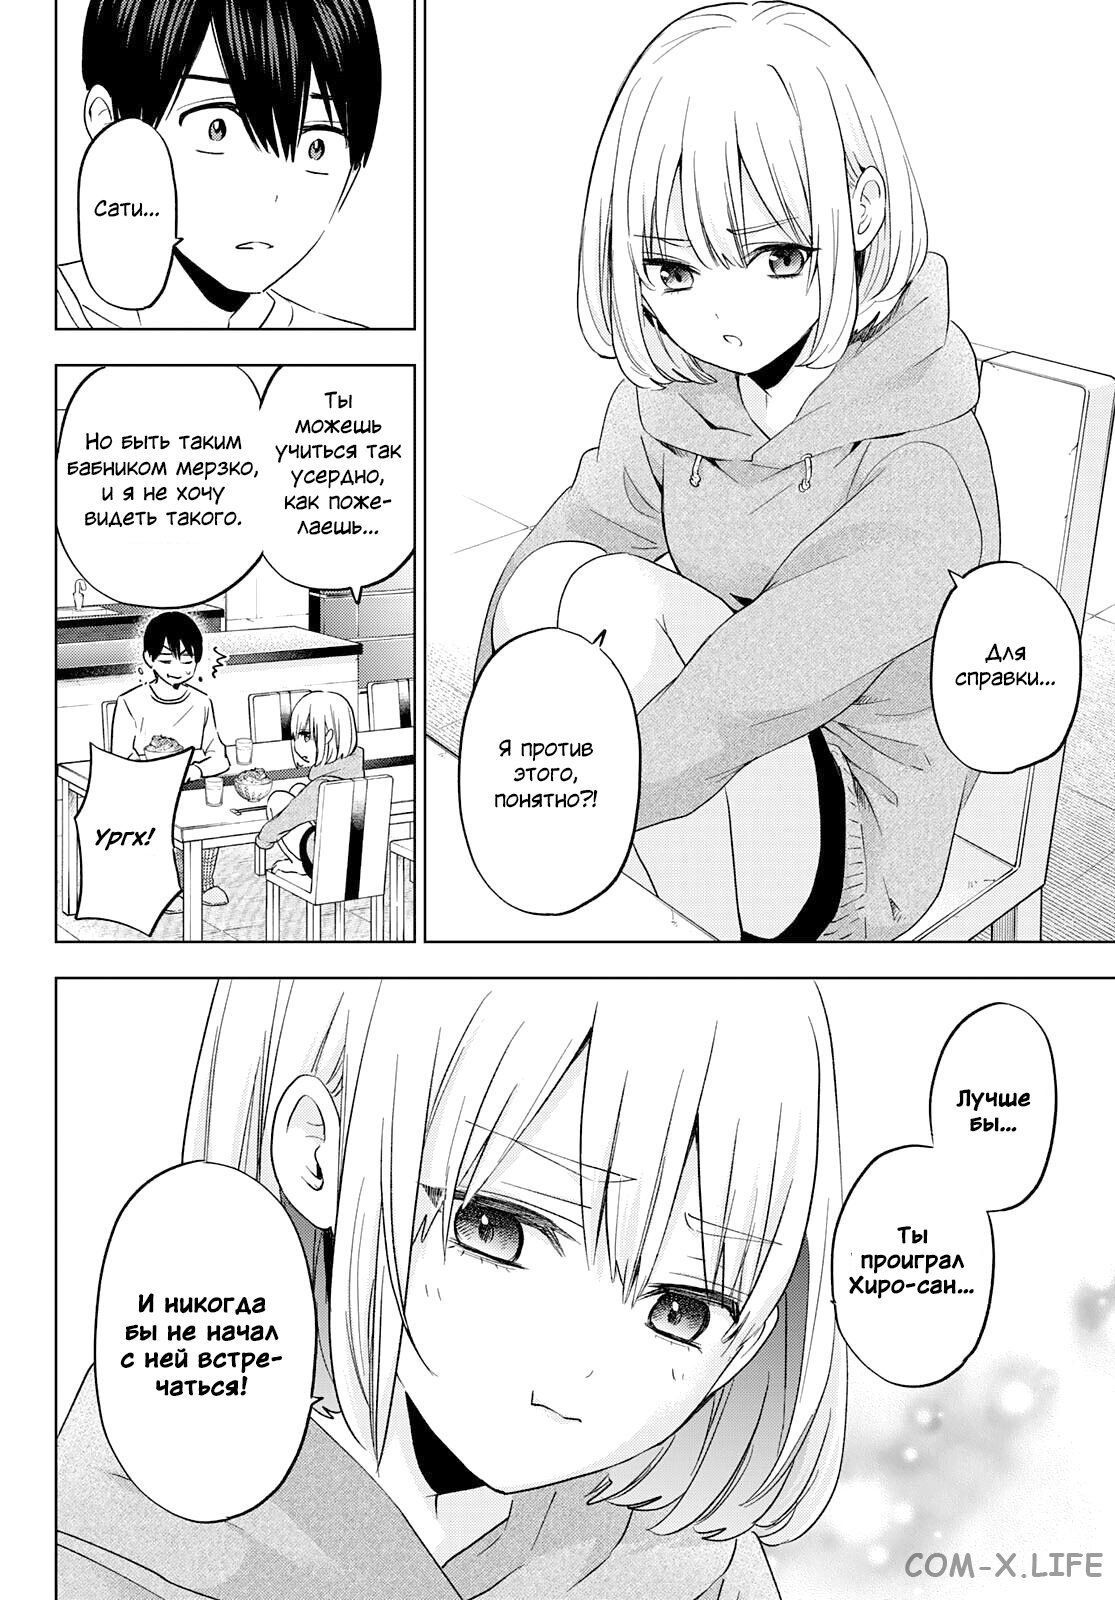 Для
справки...
Я против
этого,
понятно?!
Сати...
Ты
можешь
учиться так
усердно,
как поже-
лаешь...
Но быть таким
бабником мерзко,
и я не хочу
видеть такого.
Ургх!
Лучше
бы...
Ты
проиграл
Хиро-сан...
И никогда
бы не начал
с ней встре-
чаться!
COM-X.LIFE